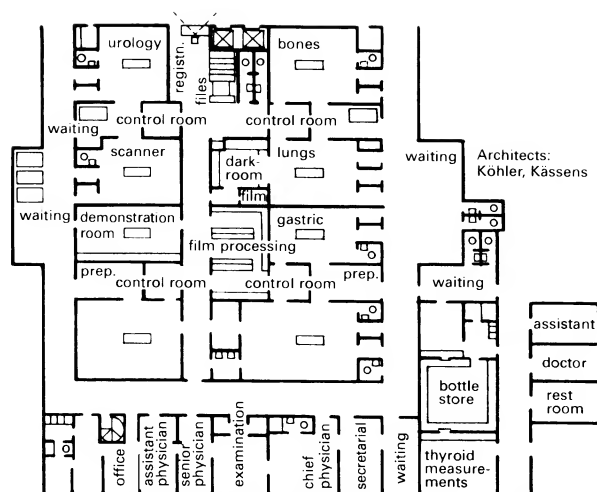 urology
registn.
files
bones
control room
control room
waiting
scanner
dark-
room
film
lungs
waiting
Architects:
Köhler, Kässens
waiting
demonstration
room
film processing
gastric
prep.
control room
control room
prep.
waiting
assistant
doctor
rest
room
bottle
store
office
assistant
physician
senior
physician
examination
chief
physician
secretarial
waiting
thyroid
measure-
ments